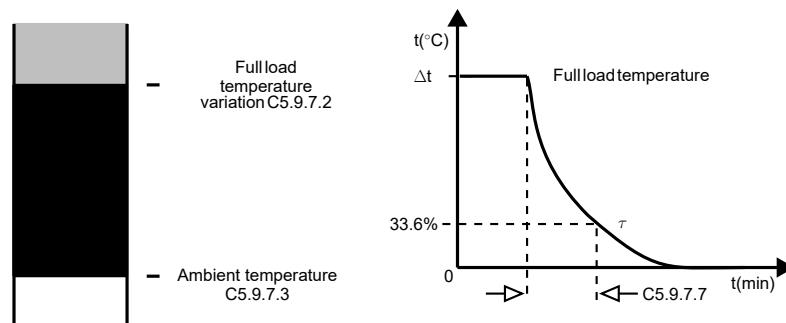 Full load
temperature
variation C5.9.7.2
Ambient temperature
C5.9.7.3
t(°C)
Δt
Full load temperature
33.6%
τ
0
t(min)
C5.9.7.7